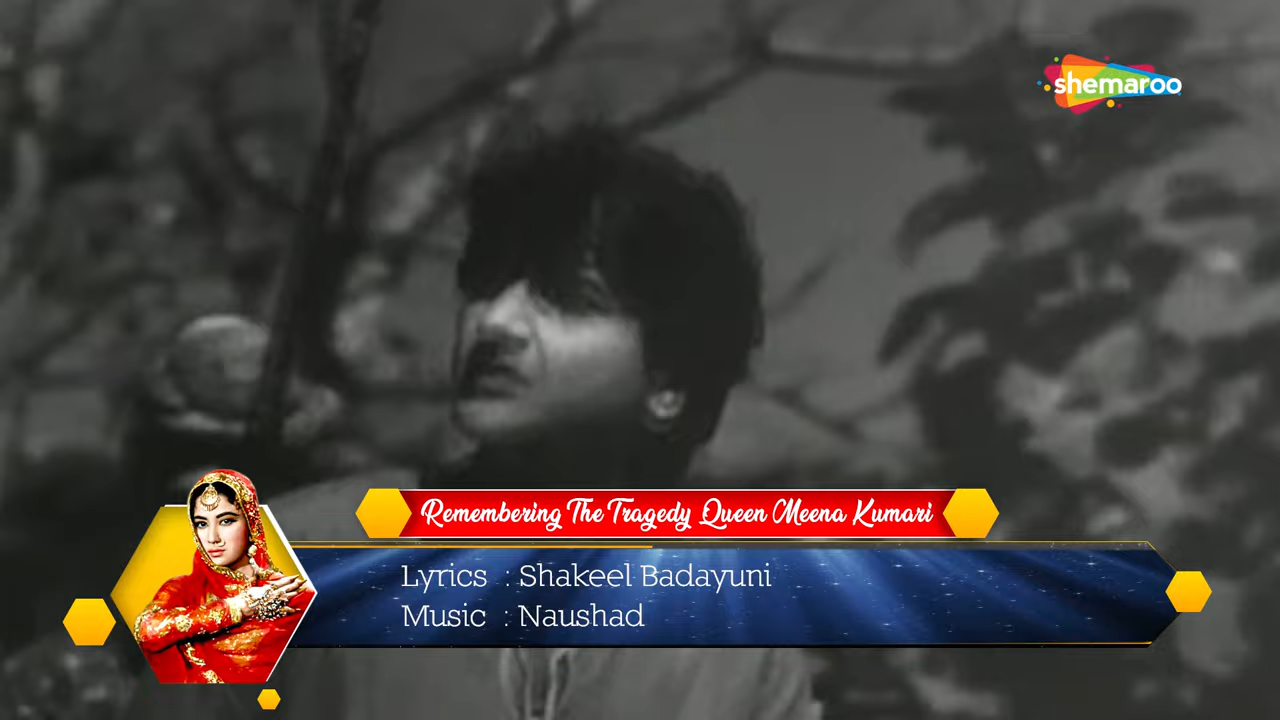 shemaroo
Remembering The Tragedy Queen Meena Kumari
Lyrics : Shakeel Badayuni
Music : Naushad